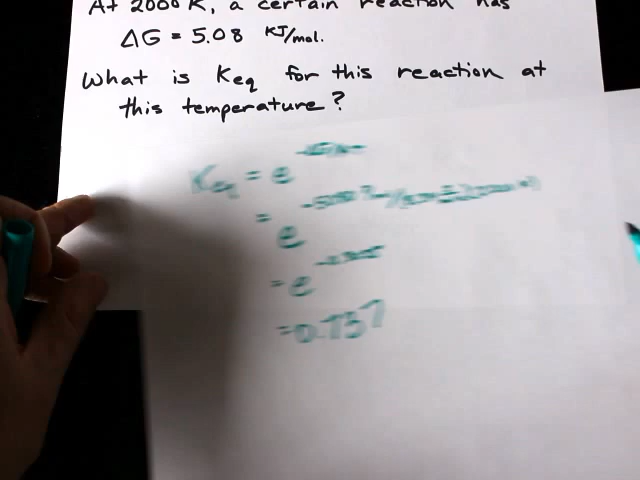 At 2000 K, a certain reaction has
ΔG = 5.08 KJ/mol.
What is Keq for this reaction at
this temperature?
Keq = e
= e
= e
= 0.737